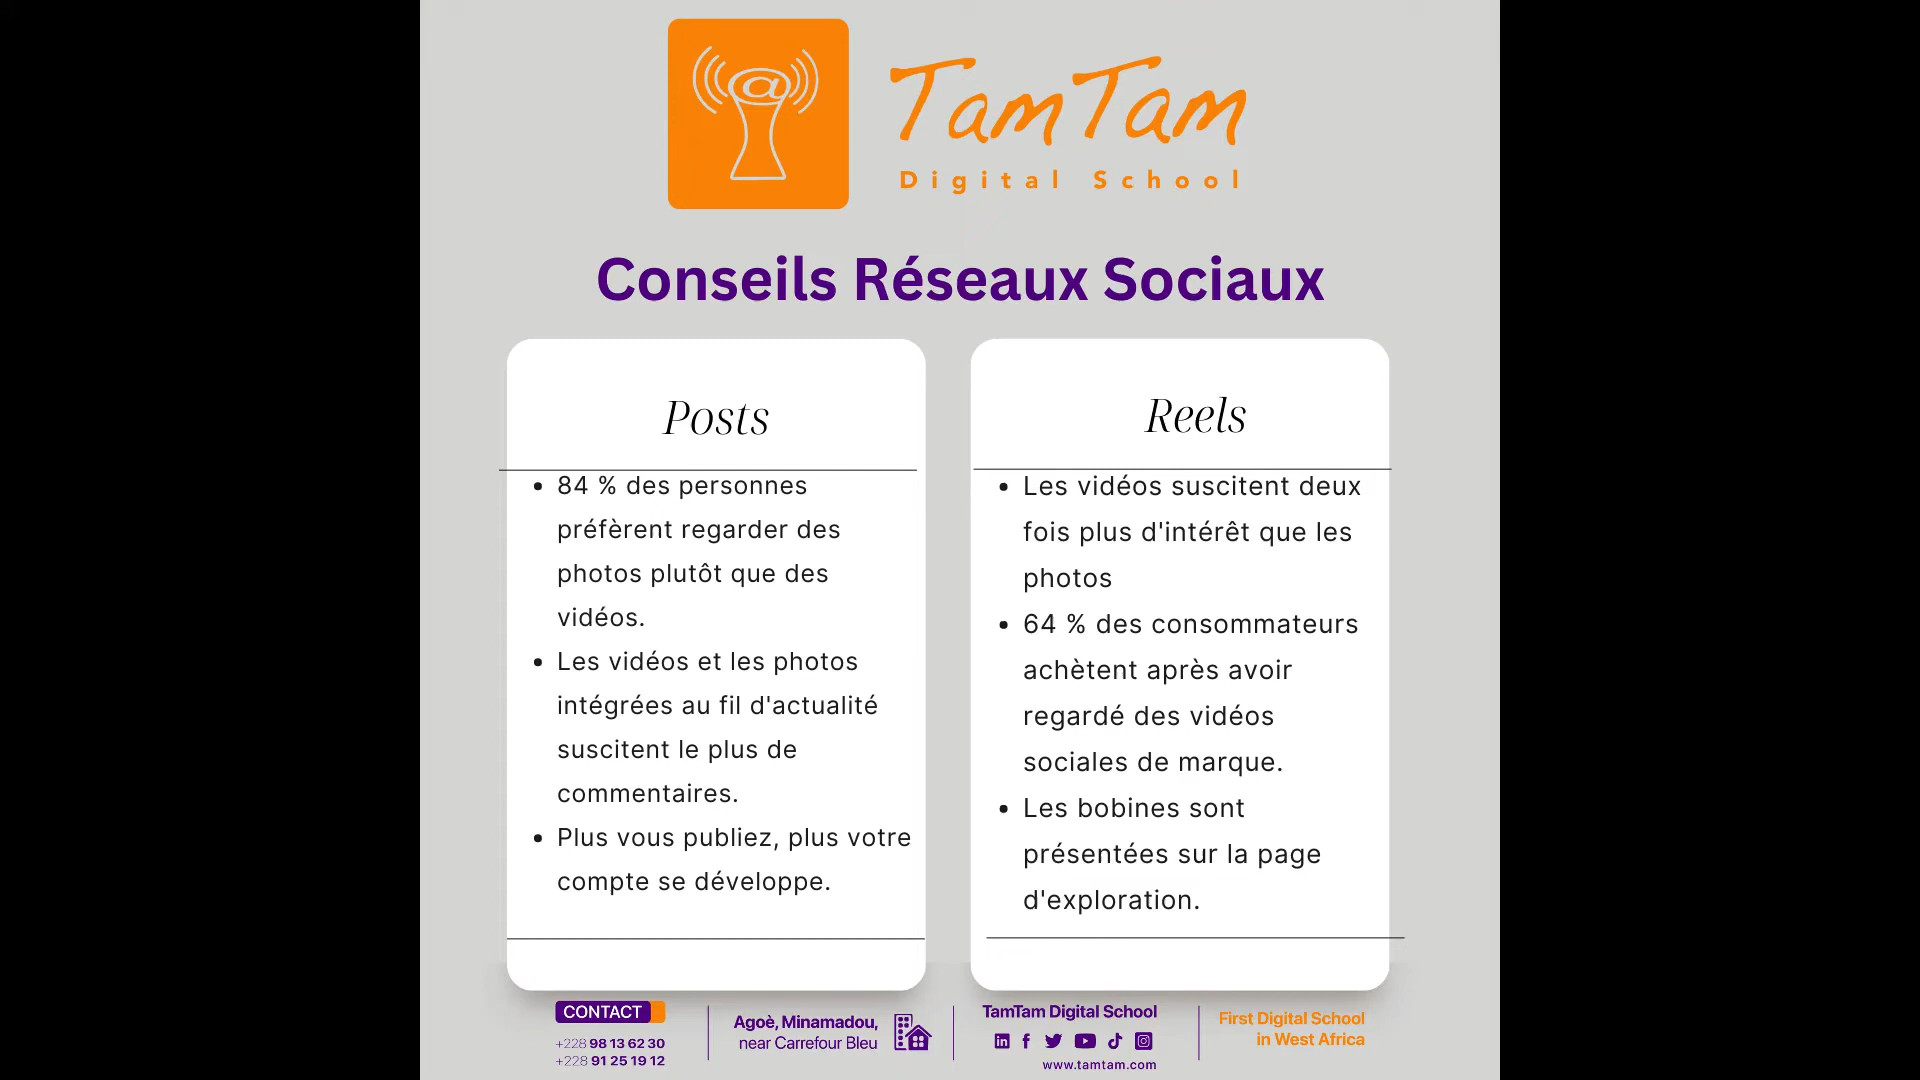 @
TamTam
Digital School
Conseils Réseaux Sociaux
Posts
• 84 % des personnes
préfèrent regarder des
photos plutôt que des
vidéos.
• Les vidéos et les photos
intégrées au fil d'actualité
suscitent le plus de
commentaires.
• Plus vous publiez, plus votre
compte se développe.
Reels
• Les vidéos suscitent deux
fois plus d'intérêt que les
photos
• 64 % des consommateurs
achètent après avoir
regardé des vidéos
sociales de marque.
• Les bobines sont
présentées sur la page
d'exploration.
CONTACT
+228 98 13 62 30
+228 91 25 19 12
Agoè, Minamadou,
near Carrefour Bleu
TamTam Digital School
www.tamtam.com
First Digital School
in West Africa